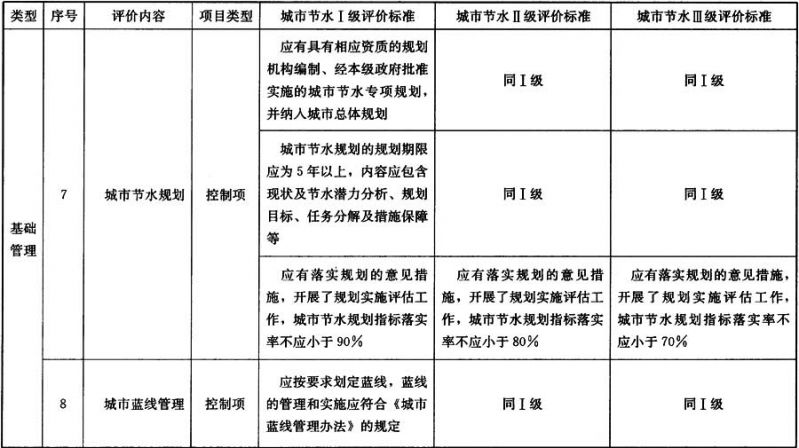 类型 序号 评价内容 项目类型 城市节水Ⅰ级评价标准 城市节水Ⅱ级评价标准 城市节水Ⅲ级评价标准
基础
管理
7 城市节水规划 控制项
应有具有相应资质的规划
机构编制、经本级政府批准
实施的城市节水专项规划，
并纳入城市总体规划
同Ⅰ级 同Ⅰ级
城市节水规划的规划期限
应为5年以上，内容应包含
现状及节水潜力分析、规划
目标、任务分解及措施保障
等
同Ⅰ级 同Ⅰ级
应有落实规划的意见措
施，开展了规划实施评估工
作，城市节水规划指标落实
率不应小于90%
应有落实规划的意见措
施，开展了规划实施评估工
作，城市节水规划指标落实
率不应小于80%
应有落实规划的意见措施，
开展了规划实施评估工作，
城市节水规划指标落实率不
应小于70%
8 城市蓝线管理 控制项
应按要求划定蓝线，蓝线
的管理和实施应符合《城市
蓝线管理办法》的规定
同Ⅰ级 同Ⅰ级